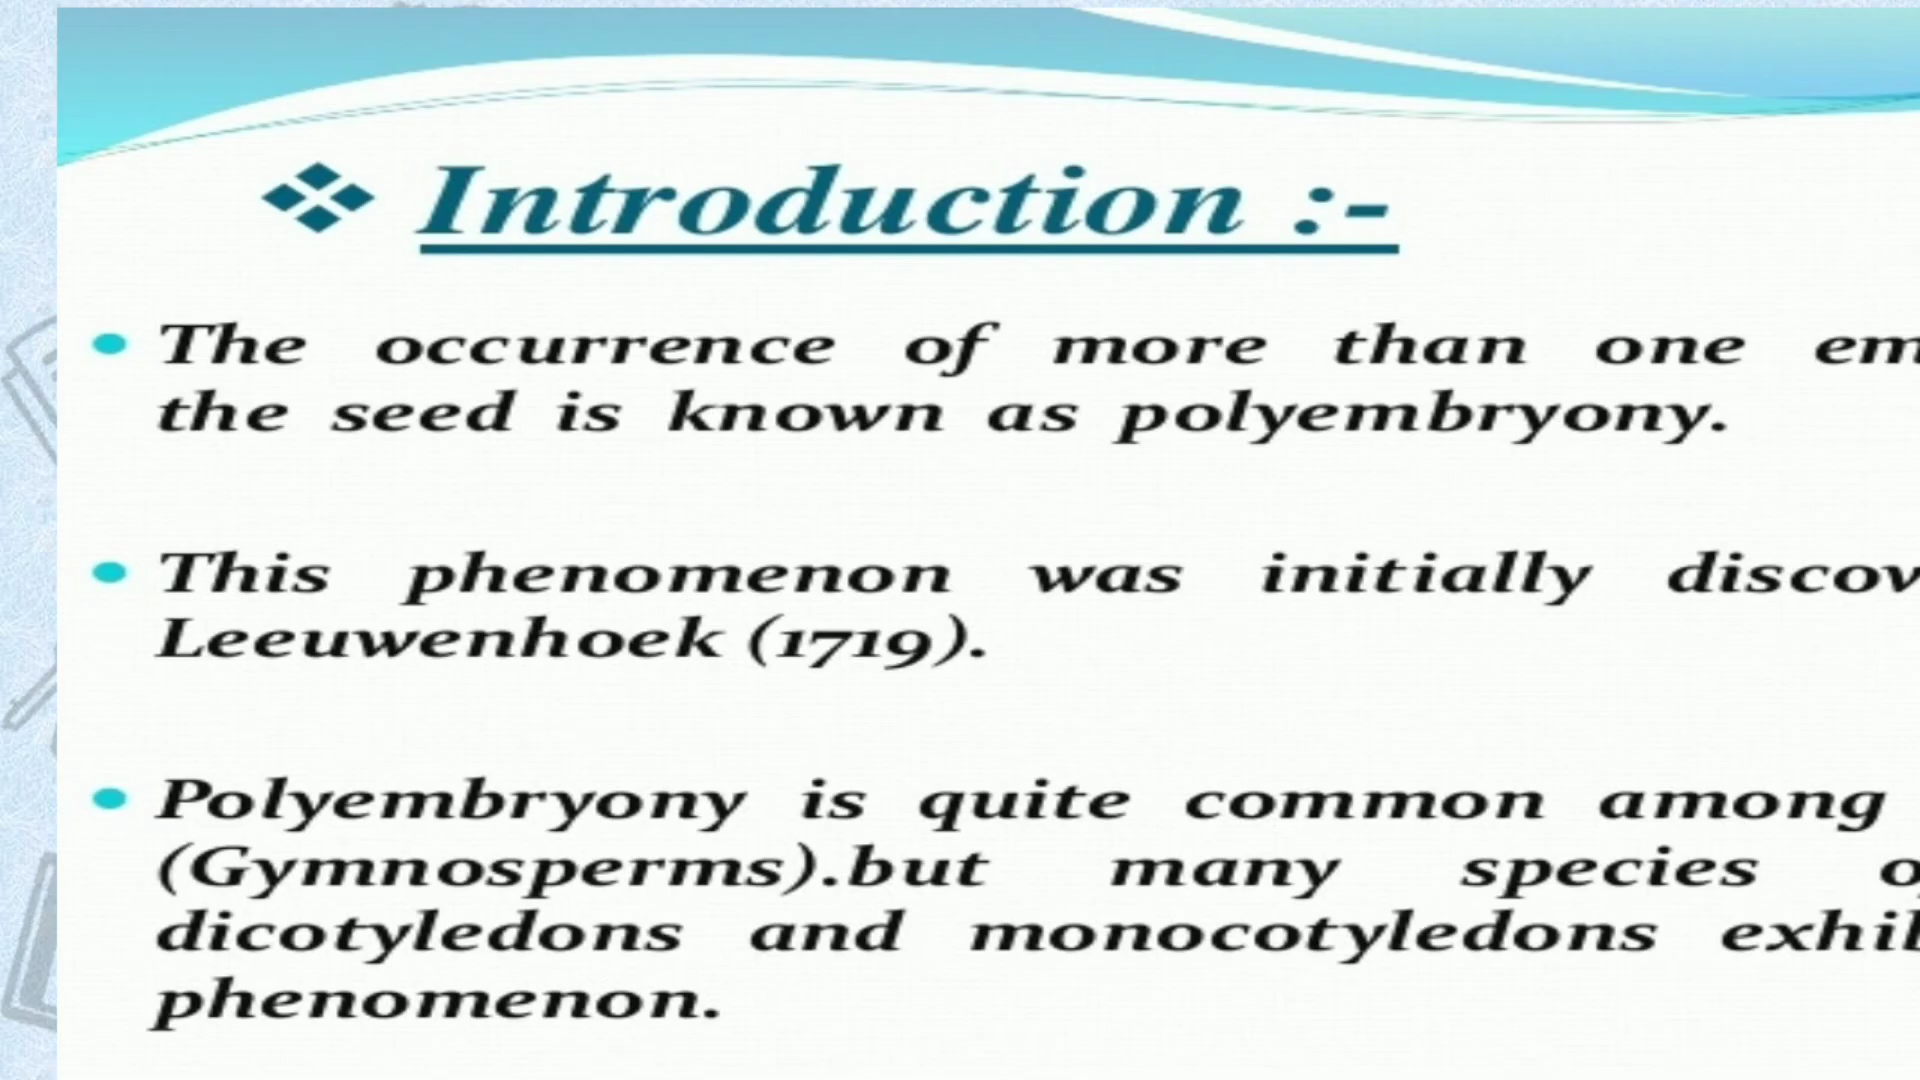 ❖ Introduction :-
• The occurrence of more than one em
the seed is known as polyembryony.
• This phenomenon was initially discov
Leeuwenhoek (1719).
• Polyembryony is quite common among
(Gymnosperms).but many species o
dicotyledons and monocotyledons exhi
phenomenon.